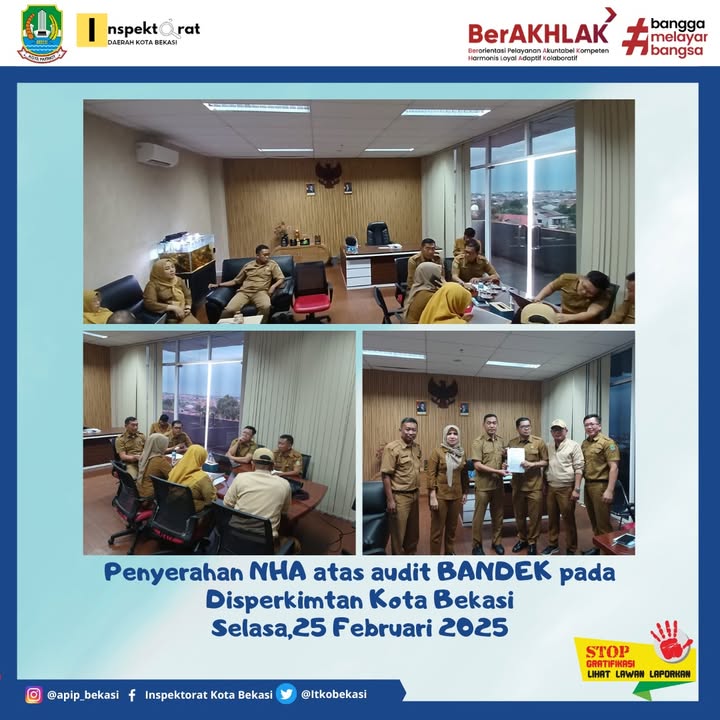 Inspektorat
DAERAH KOTA BEKASI
BerAKHLAK
Berorientasi Pelayanan Akuntabel Kompeten
Harmonis Loyal Adaptif Kolaboratif
#bangga
melayani
bangsa
Penyerahan NHA atas audit BANDEK pada
Disperkimtan Kota Bekasi
Selasa,25 Februari 2025
STOP
GRATIFIKASI
LIHAT LAWAN LAPORKAN
@apip_bekasi
Inspektorat Kota Bekasi
@Itkobekasi